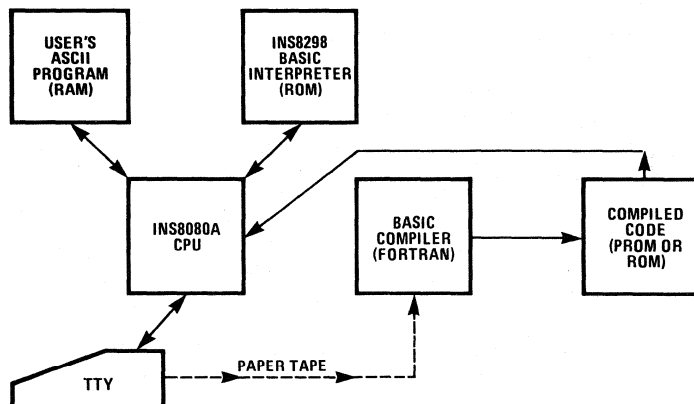 USER'S
ASCII
PROGRAM
(RAM)
INS8298
BASIC
INTERPRETER
(ROM)
INS8080A
CPU
BASIC
COMPILER
(FORTRAN)
COMPILED
CODE
(PROM OR
ROM)
PAPER TAPE
TTY